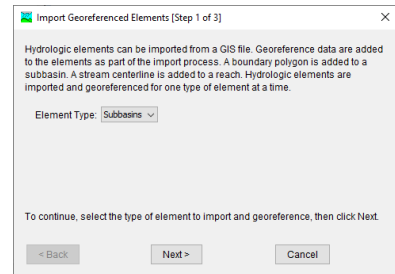 Import Georeferenced Elements [Step 1 of 3]
Hydrologic elements can be imported from a GIS file. Georeference data are added
to the elements as part of the import process. A boundary polygon is added to a
subbasin. A stream centerline is added to a reach. Hydrologic elements are
imported and georeferenced for one type of element at a time.
Element Type: Subbasins
To continue, select the type of element to import and georeference, then click Next.
< Back Next > Cancel